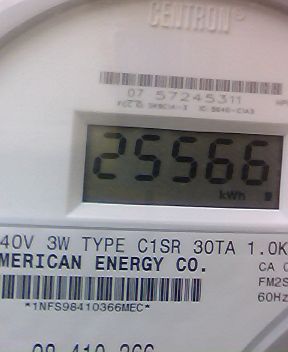 CENTRON®
07 57245311
25566
kWh
40V 3W TYPE C1SR 30TA 1.0K
MERICAN ENERGY CO.
CA 0
FM2S
60Hz
*1NFS98410366MEC*